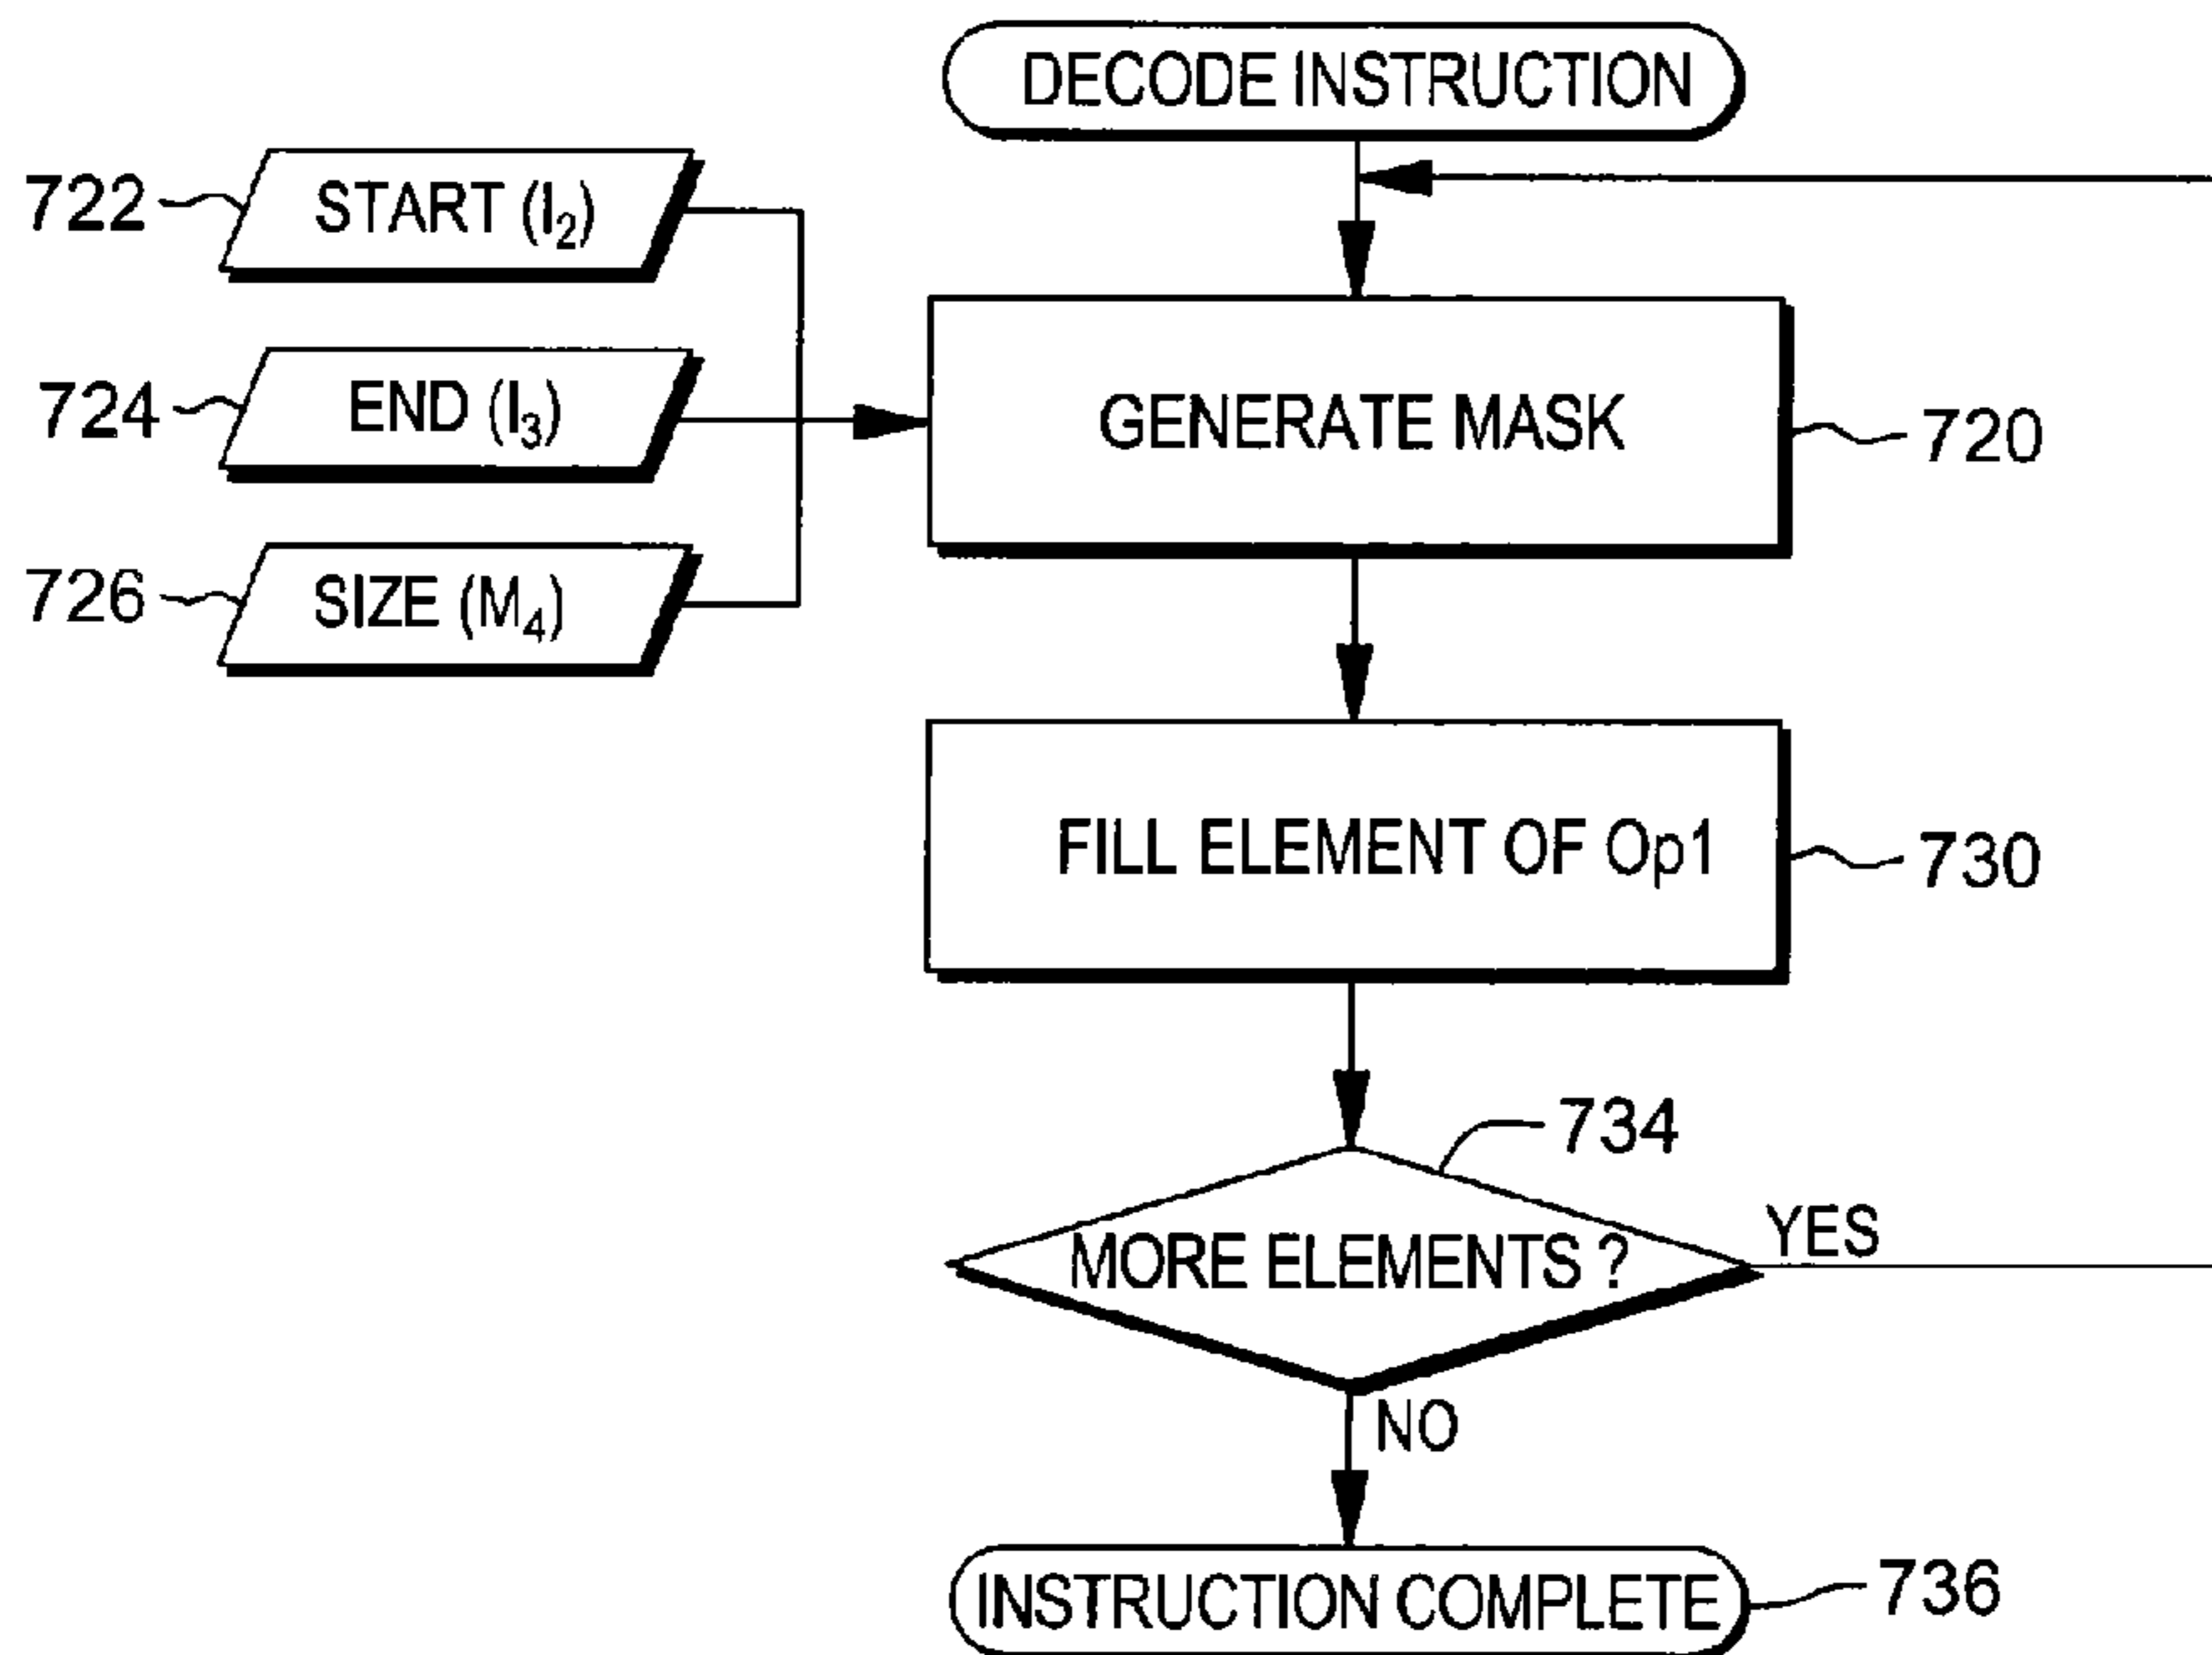 DECODE INSTRUCTION
722 START (I₂)
724 END (I₃)
726 SIZE (M₄)
GENERATE MASK 720
FILL ELEMENT OF Op1 730
734
MORE ELEMENTS ? YES
NO
INSTRUCTION COMPLETE 736